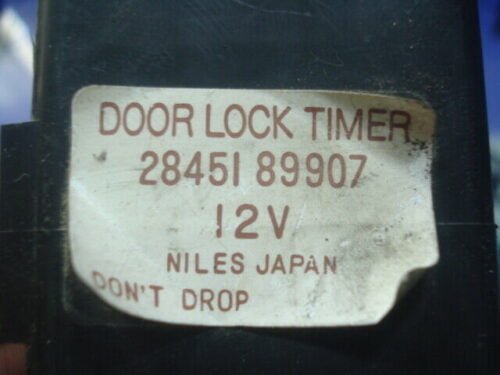 DOOR LOCK TIMER
28451 89907
12V
NILES JAPAN
DON'T DROP